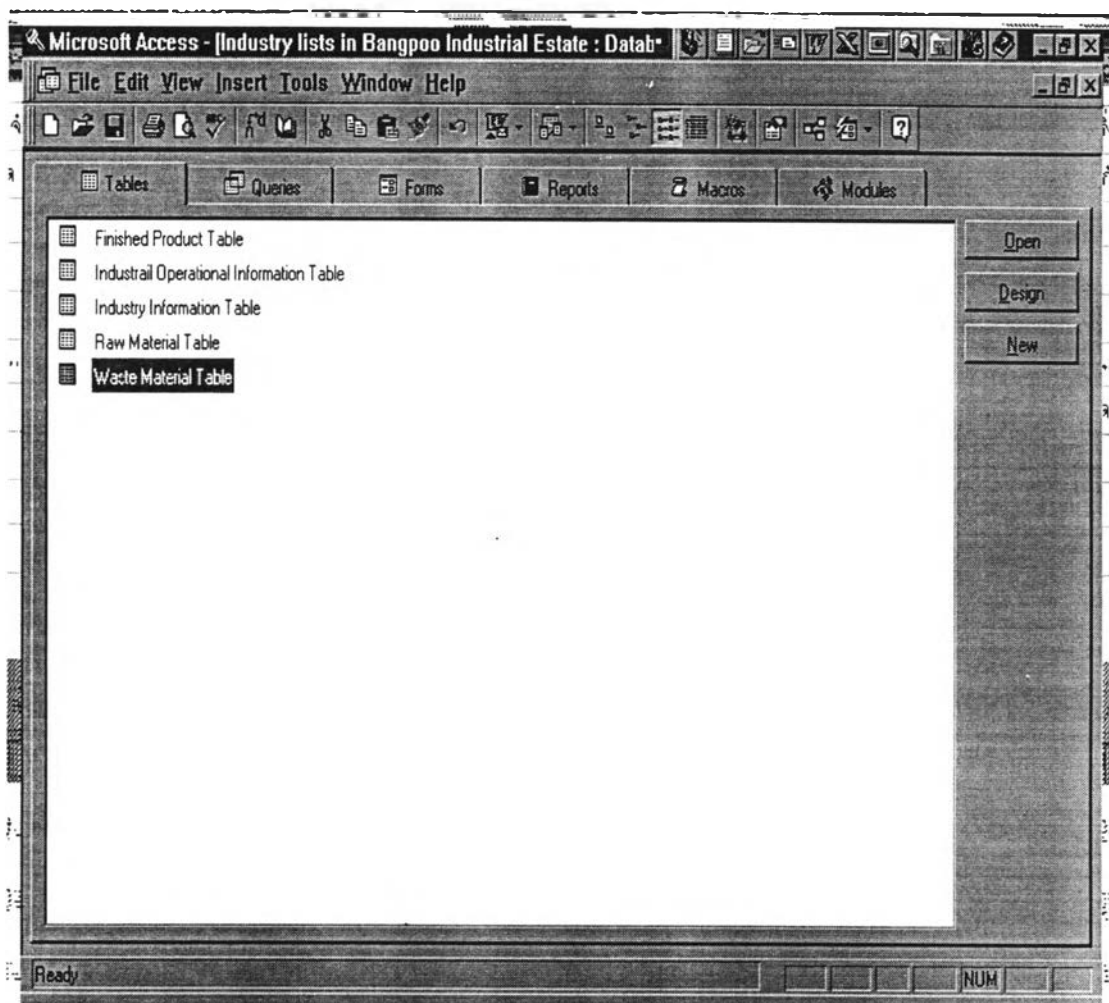 Microsoft Access - [Industry lists in Bangpoo Industrial Estate : Datab
File Edit View Insert Tools Window Help
Tables Queries Forms Reports Macros Modules
Finished Product Table
Industrail Operational Information Table
Industry Information Table
Raw Material Table
Waste Material Table
Open
Design
New
Ready NUM